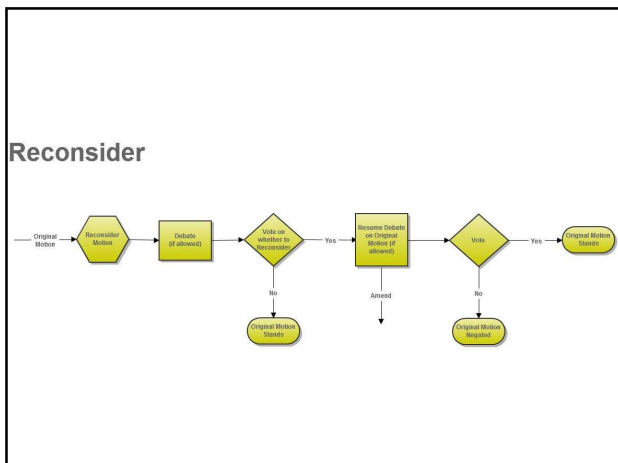 Reconsider
Original
Motion
Reconsider
Motion
Debate
(if allowed)
Vote on
whether to
Reconsider
Yes
Resume Debate
on Original
Motion (if
allowed)
Vote
Yes
Original Motion
Stands
No
Original Motion
Stands
Amend
No
Original Motion
Negated